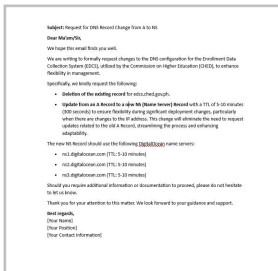 Subject: Request for DNS Record Change from A to NS
Dear Ma'am/Sir,
We hope this email finds you well.
We are writing to formally request changes to the DNS configuration for the Enrollment Data
Collection System (EDCS), utilized by the Commission on Higher Education (CHED), to enhance
flexibility in management.
Specifically, we kindly request the following:
• Deletion of the existing record for edcs.ched.gov.ph.
• Update from an A Record to a new NS (Name Server) Record with a TTL of 5-10 minutes
(300 seconds) to ensure flexibility during significant deployment changes, particularly
when there are changes to the IP address. This change will eliminate the need to request
updates related to the old A Record, streamlining the process and enhancing
adaptability.
The new NS Record should use the following DigitalOcean name servers:
• ns1.digitalocean.com (TTL: 5-10 minutes)
• ns2.digitalocean.com (TTL: 5-10 minutes)
• ns3.digitalocean.com (TTL: 5-10 minutes)
Should you require additional information or documentation to proceed, please do not hesitate
to let us know.
Thank you for your attention to this matter. We look forward to your guidance and support.
Best regards,
[Your Name]
[Your Position]
[Your Contact Information]